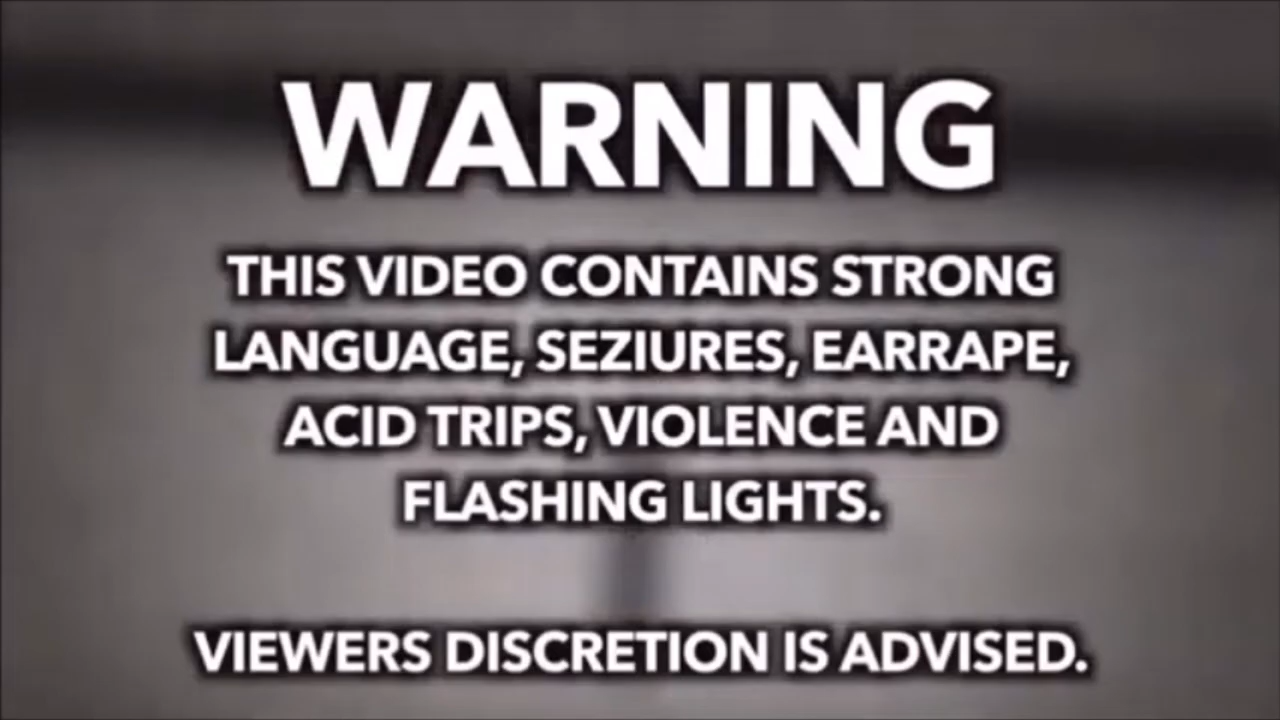 WARNING
THIS VIDEO CONTAINS STRONG
LANGUAGE, SEZIURES, EARRAPE,
ACID TRIPS, VIOLENCE AND
FLASHING LIGHTS.
VIEWERS DISCRETION IS ADVISED.